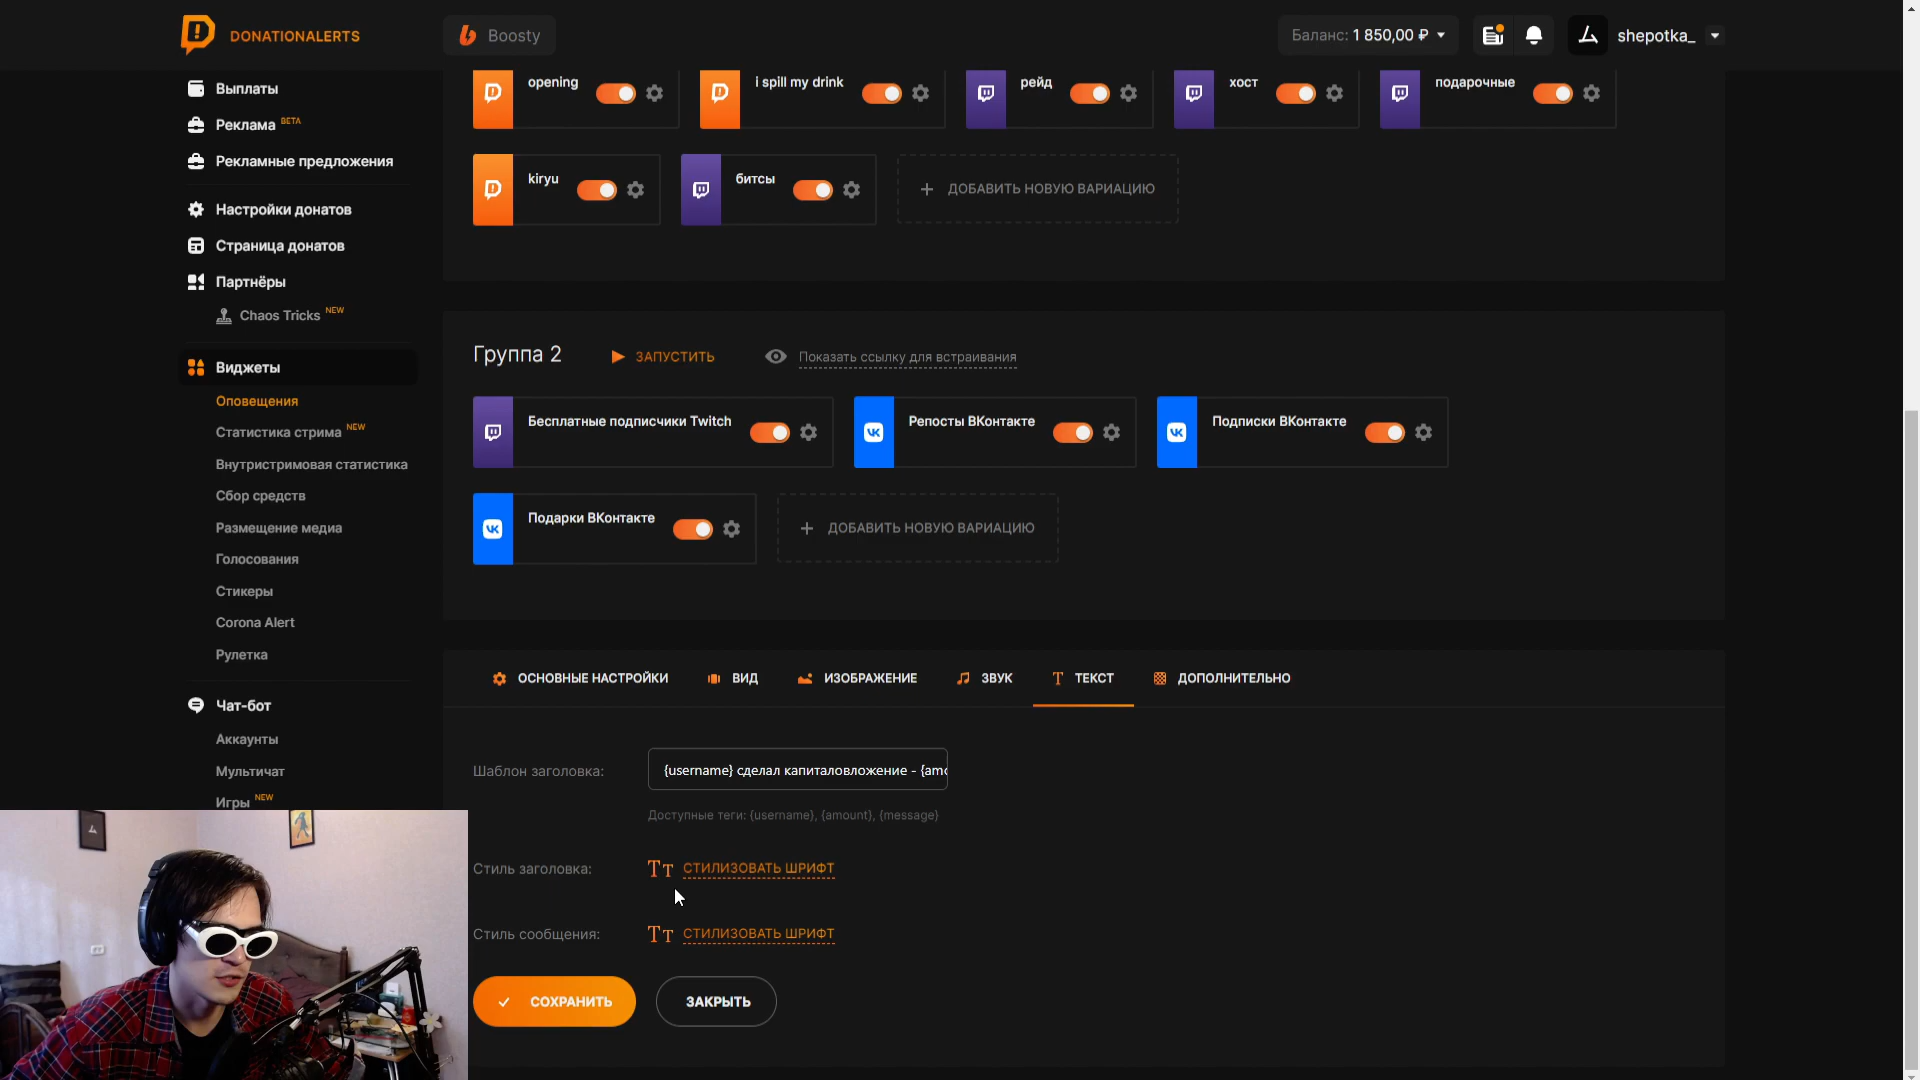 DONATIONALERTS
Boosty
Баланс: 1 850,00 ₽
shepotka_
Выплаты
Реклама BETA
Рекламные предложения
Настройки донатов
Страница донатов
Партнёры
Chaos Tricks NEW
Виджеты
Оповещения
Статистика стрима NEW
Внутристримовая статистика
Сбор средств
Размещение медиа
Голосования
Стикеры
Corona Alert
Рулетка
Чат-бот
Аккаунты
Мультичат
Игры NEW
opening
i spill my drink
рейд
хост
подарочные
kiryu
битсы
+ ДОБАВИТЬ НОВУЮ ВАРИАЦИЮ
Группа 2
ЗАПУСТИТЬ
Показать ссылку для встраивания
Бесплатные подписчики Twitch
Репосты ВКонтакте
Подписки ВКонтакте
Подарки ВКонтакте
+ ДОБАВИТЬ НОВУЮ ВАРИАЦИЮ
ОСНОВНЫЕ НАСТРОЙКИ
ВИД
ИЗОБРАЖЕНИЕ
ЗВУК
ТЕКСТ
ДОПОЛНИТЕЛЬНО
Шаблон заголовка:
{username} сделал капиталовложение - {amo
Доступные теги: {username}, {amount}, {message}
Стиль заголовка:
Тт СТИЛИЗОВАТЬ ШРИФТ
Стиль сообщения:
Тт СТИЛИЗОВАТЬ ШРИФТ
СОХРАНИТЬ
ЗАКРЫТЬ